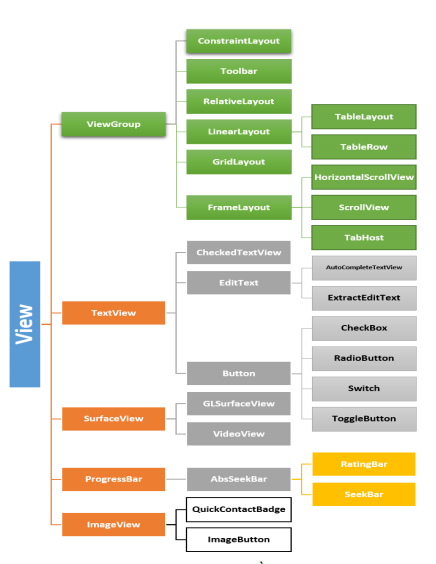 View
ViewGroup
ConstraintLayout
Toolbar
RelativeLayout
LinearLayout
TableLayout
TableRow
GridLayout
FrameLayout
HorizontalScrollView
ScrollView
TabHost
TextView
CheckedTextView
EditText
AutoCompleteTextView
ExtractEditText
Button
CheckBox
RadioButton
Switch
ToggleButton
SurfaceView
GLSurfaceView
VideoView
ProgressBar
AbsSeekBar
RatingBar
SeekBar
ImageView
QuickContactBadge
ImageButton